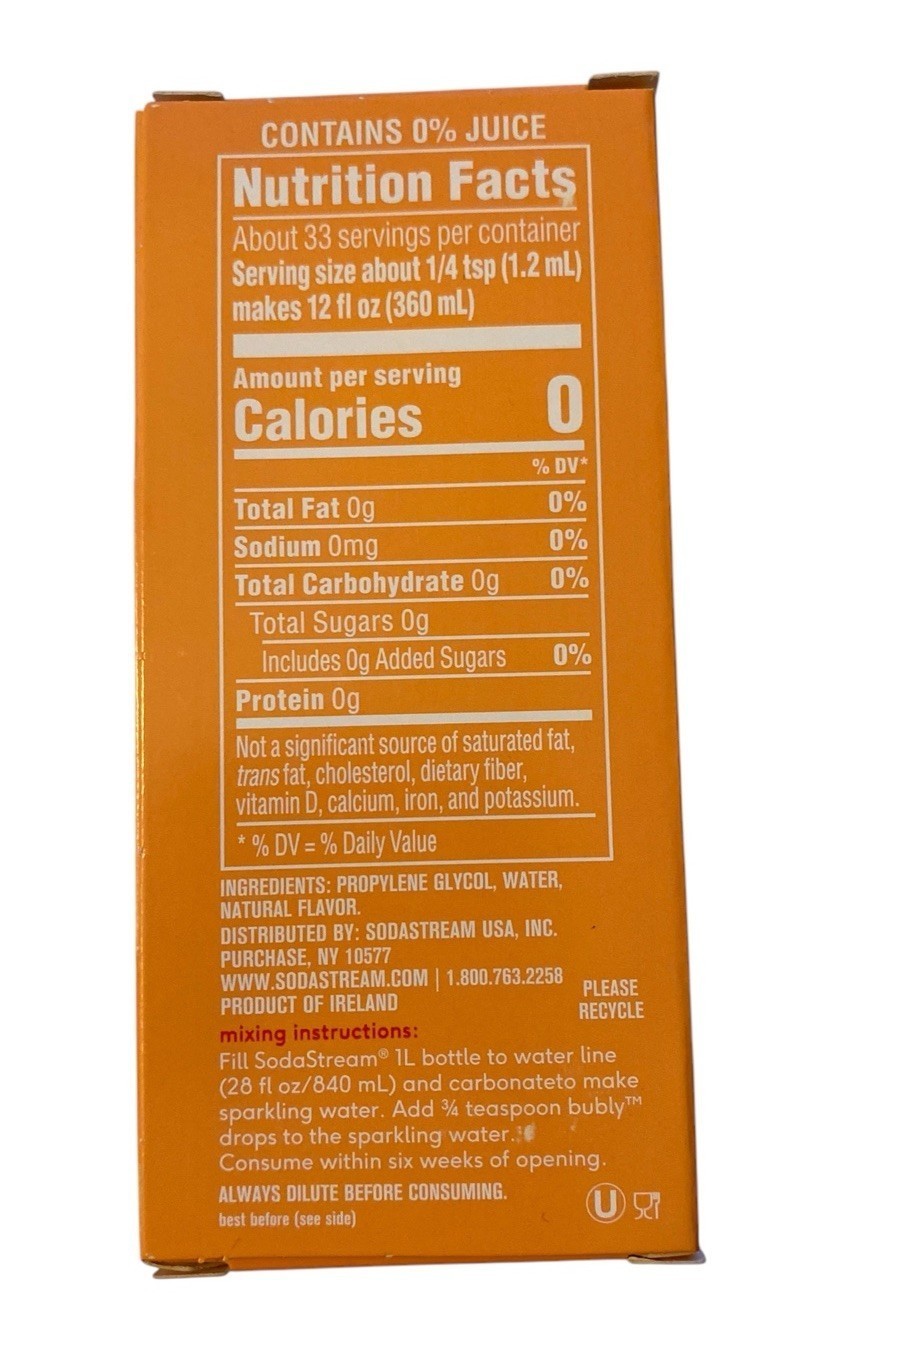 CONTAINS 0% JUICE
Nutrition Facts
About 33 servings per container
Serving size about 1/4 tsp (1.2 mL)
makes 12 fl oz (360 mL)
Amount per serving
Calories 0
% DV*
Total Fat 0g 0%
Sodium 0mg 0%
Total Carbohydrate 0g 0%
Total Sugars 0g
Includes 0g Added Sugars 0%
Protein 0g
Not a significant source of saturated fat,
trans fat, cholesterol, dietary fiber,
vitamin D, calcium, iron, and potassium.
* % DV = % Daily Value
INGREDIENTS: PROPYLENE GLYCOL, WATER,
NATURAL FLAVOR.
DISTRIBUTED BY: SODASTREAM USA, INC.
PURCHASE, NY 10577
WWW.SODASTREAM.COM | 1.800.763.2258
PRODUCT OF IRELAND
PLEASE
RECYCLE
mixing instructions:
Fill SodaStream® 1L bottle to water line
(28 fl oz/840 mL) and carbonateto make
sparkling water. Add ¾ teaspoon bubly™
drops to the sparkling water.
Consume within six weeks of opening.
ALWAYS DILUTE BEFORE CONSUMING.
best before (see side)
U